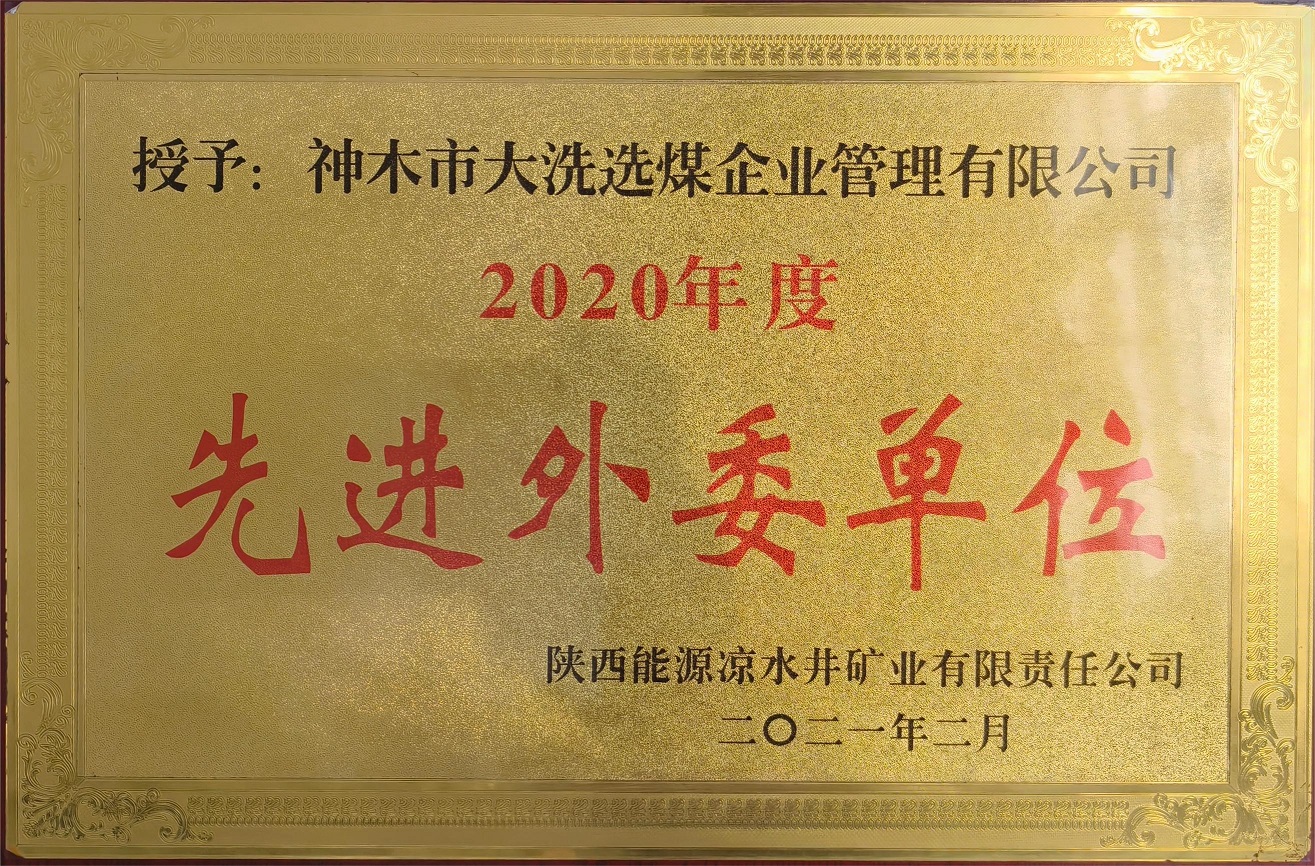 授予：神木市大洗选煤企业管理有限公司
2020年度
先进外委单位
陕西能源凉水井矿业有限责任公司
二〇二一年二月